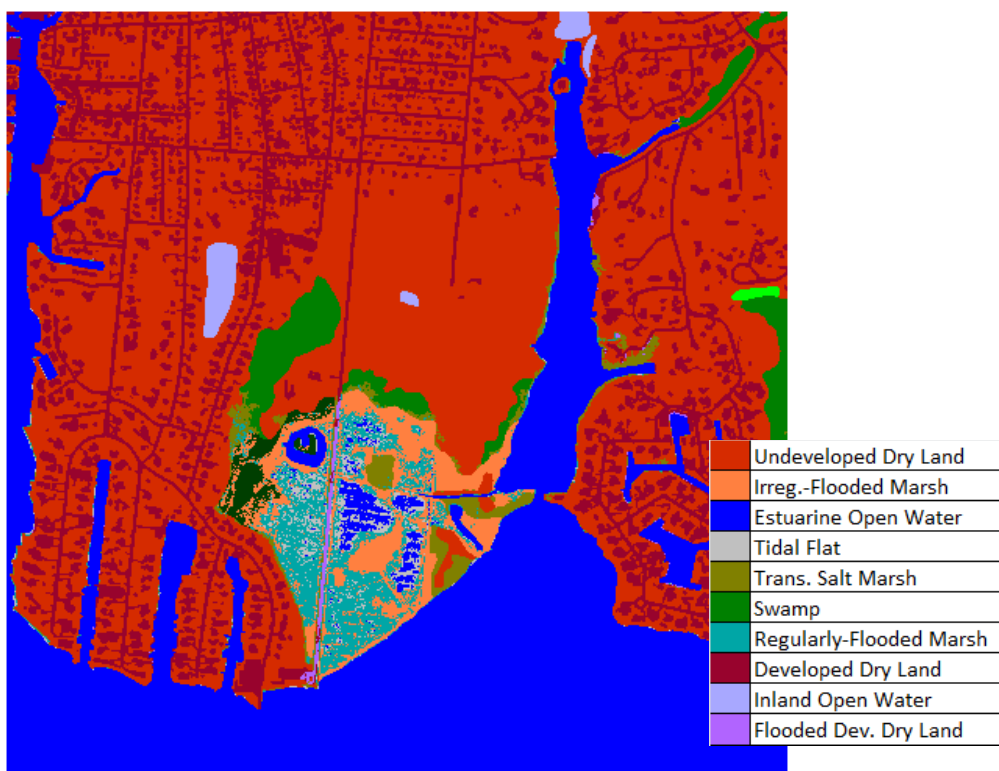 Undeveloped Dry Land
Irreg.-Flooded Marsh
Estuarine Open Water
Tidal Flat
Trans. Salt Marsh
Swamp
Regularly-Flooded Marsh
Developed Dry Land
Inland Open Water
Flooded Dev. Dry Land